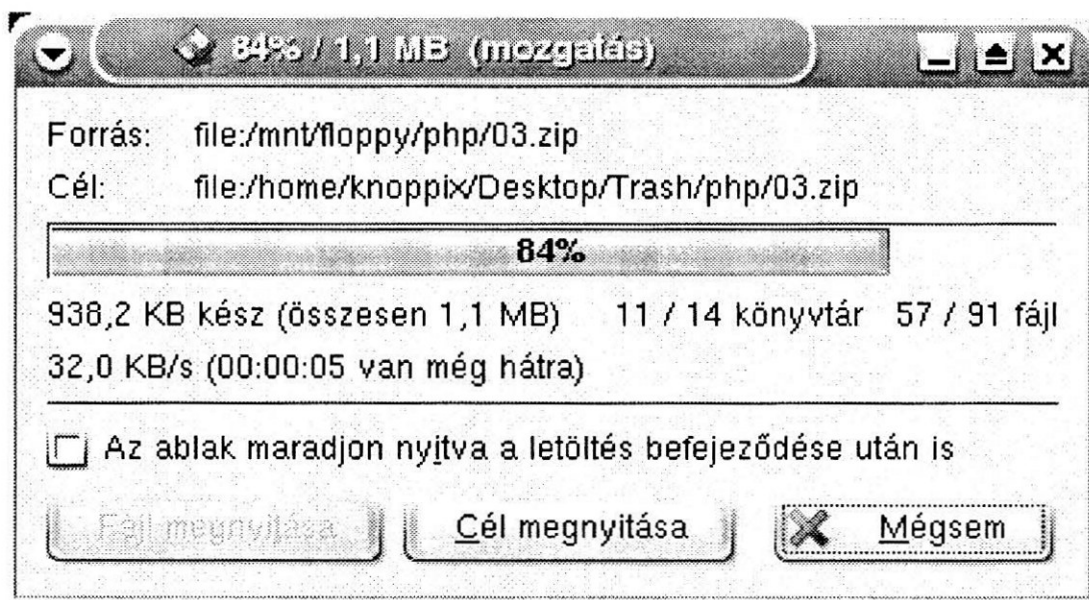 84% / 1,1 MB (mozgatás)
Forrás: file:/mnt/floppy/php/03.zip
Cél: file:/home/knoppix/Desktop/Trash/php/03.zip
84%
938,2 KB kész (összesen 1,1 MB) 11 / 14 könyvtár 57 / 91 fájl
32,0 KB/s (00:00:05 van még hátra)
Az ablak maradjon nyitva a letöltés befejeződése után is
Fájl megnyitása Cél megnyitása Mégsem